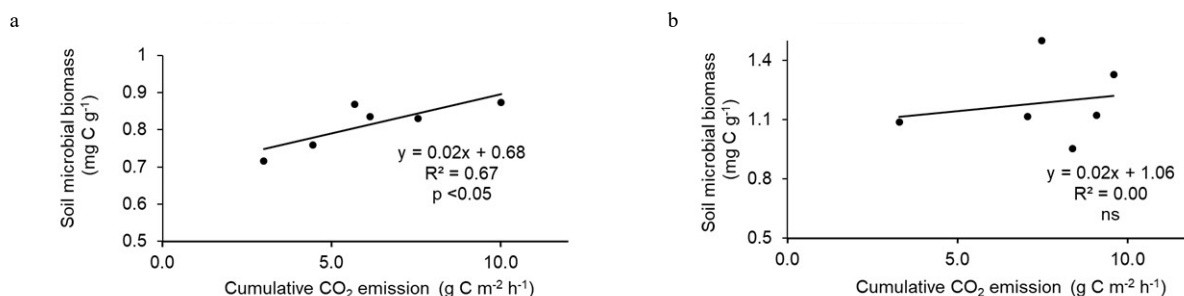 a
Soil microbial biomass
(mg C g⁻¹)
1
0.9
0.8
0.7
0.6
0.5
y = 0.02x + 0.68
R² = 0.67
p <0.05
0.0
5.0
10.0
Cumulative CO₂ emission (g C m⁻² h⁻¹)
b
Soil microbial biomass
(mg C g⁻¹)
1.4
1.1
0.8
0.5
y = 0.02x + 1.06
R² = 0.00
ns
0.0
5.0
10.0
Cumulative CO₂ emission (g C m⁻² h⁻¹)